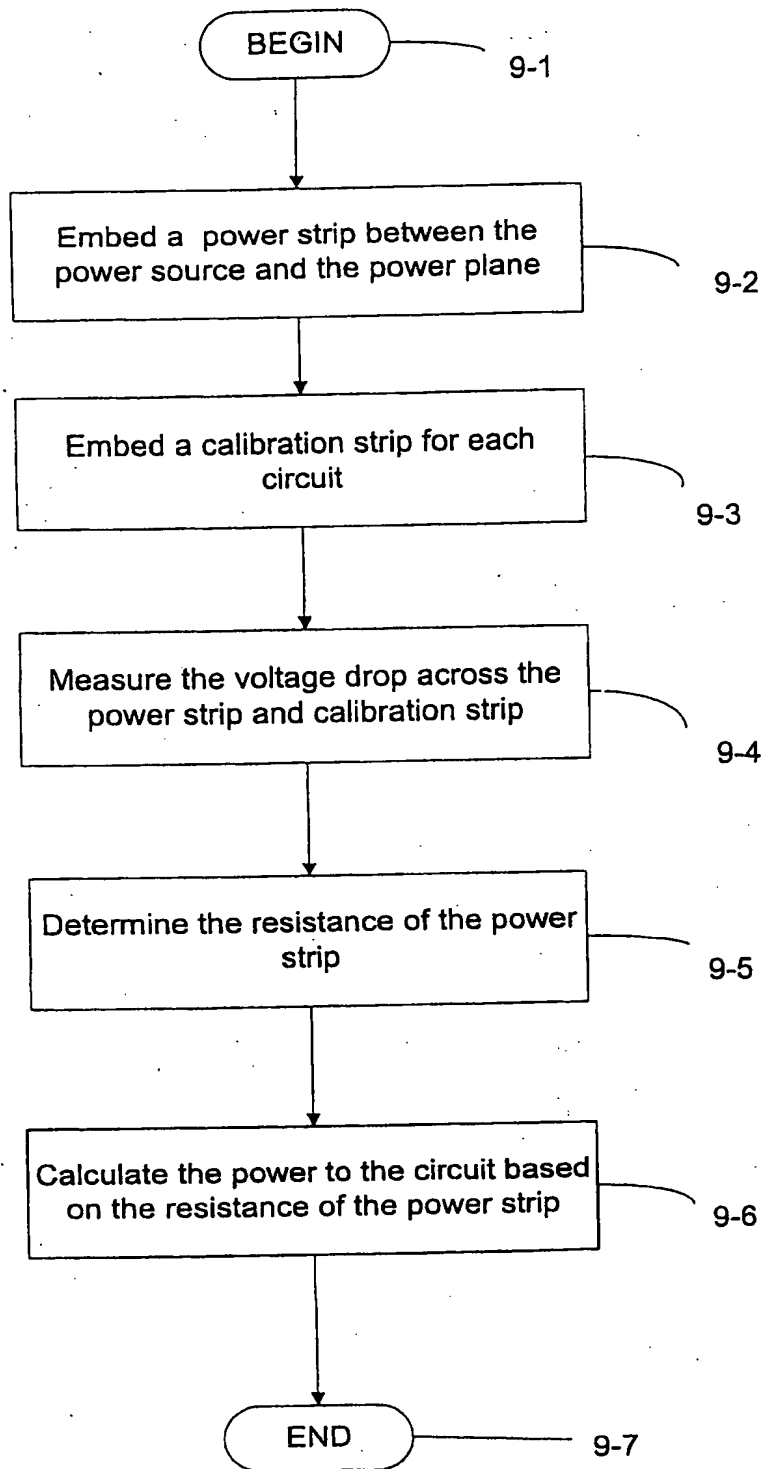 BEGIN
9-1
Embed a power strip between the
power source and the power plane
9-2
Embed a calibration strip for each
circuit
9-3
Measure the voltage drop across the
power strip and calibration strip
9-4
Determine the resistance of the power
strip
9-5
Calculate the power to the circuit based
on the resistance of the power strip
9-6
END
9-7